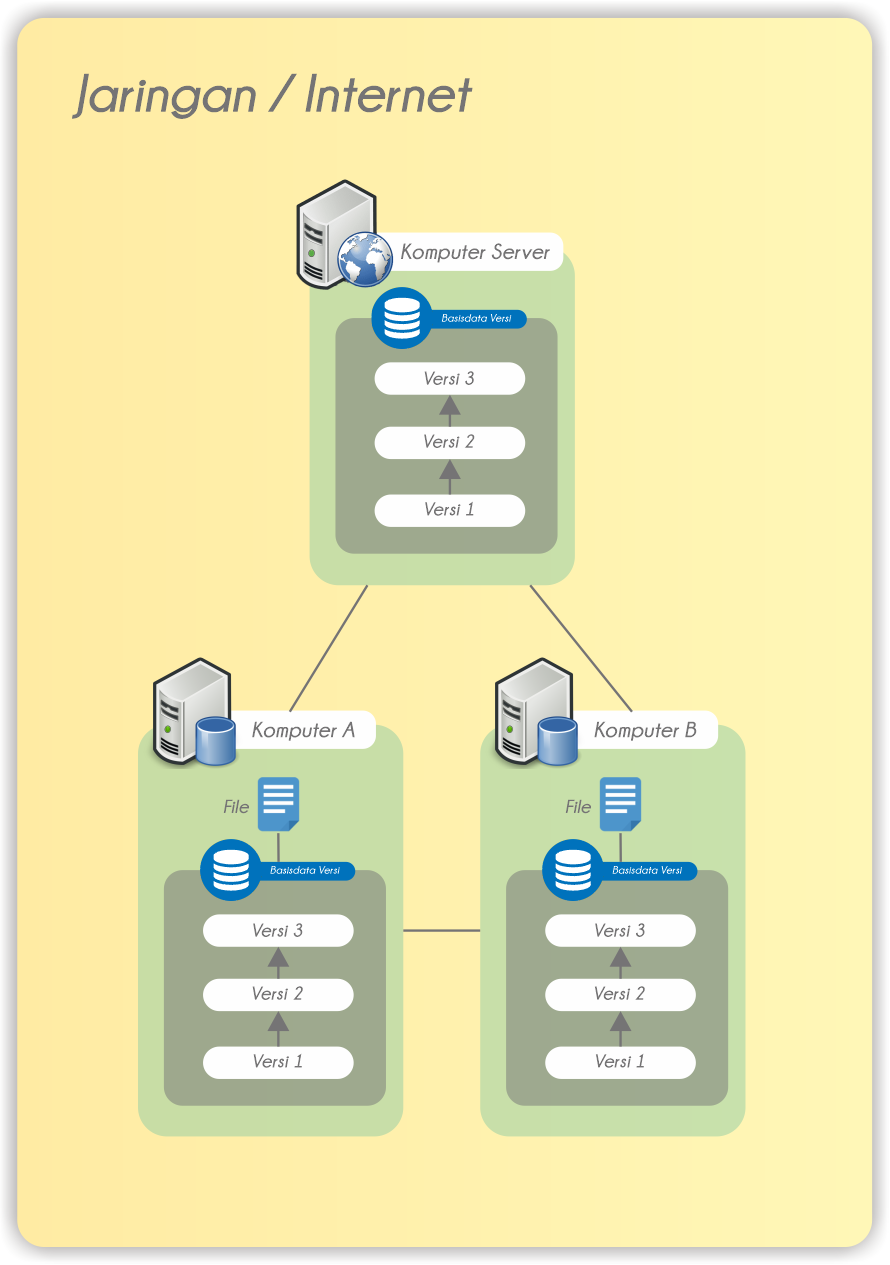 Jaringan / Internet
Komputer Server
Basisdata Versi
Versi 3
Versi 2
Versi 1
Komputer A
File
Basisdata Versi
Versi 3
Versi 2
Versi 1
Komputer B
File
Basisdata Versi
Versi 3
Versi 2
Versi 1